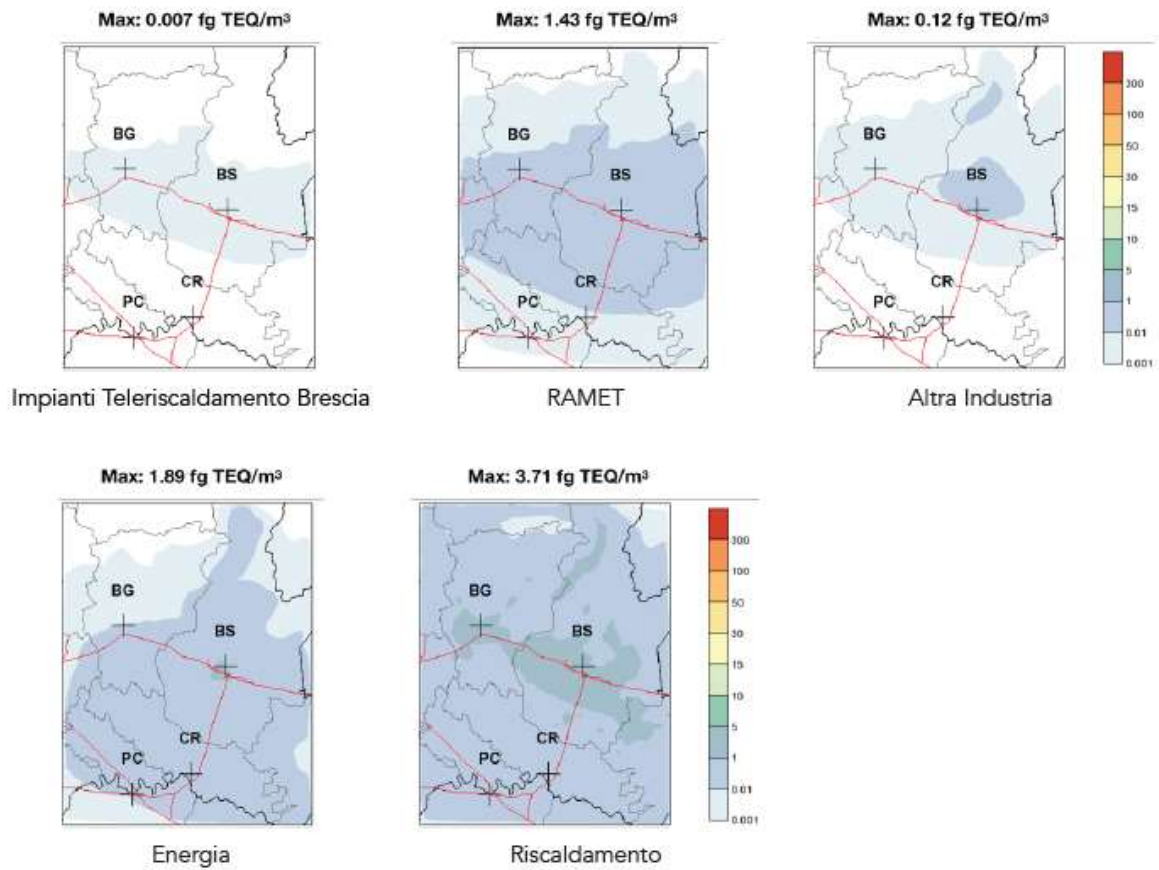 Max: 0.007 fg TEQ/m³
Max: 1.43 fg TEQ/m³
Max: 0.12 fg TEQ/m³
BG
BS
CR
PC
BG
BS
CR
PC
BG
BS
CR
PC
300
100
50
30
15
10
5
1
0.01
0.001
Impianti Teleriscaldamento Brescia
RAMET
Altra Industria
Max: 1.89 fg TEQ/m³
Max: 3.71 fg TEQ/m³
BG
BS
CR
PC
BG
BS
CR
PC
300
100
50
30
15
10
5
1
0.01
0.001
Energia
Riscaldamento